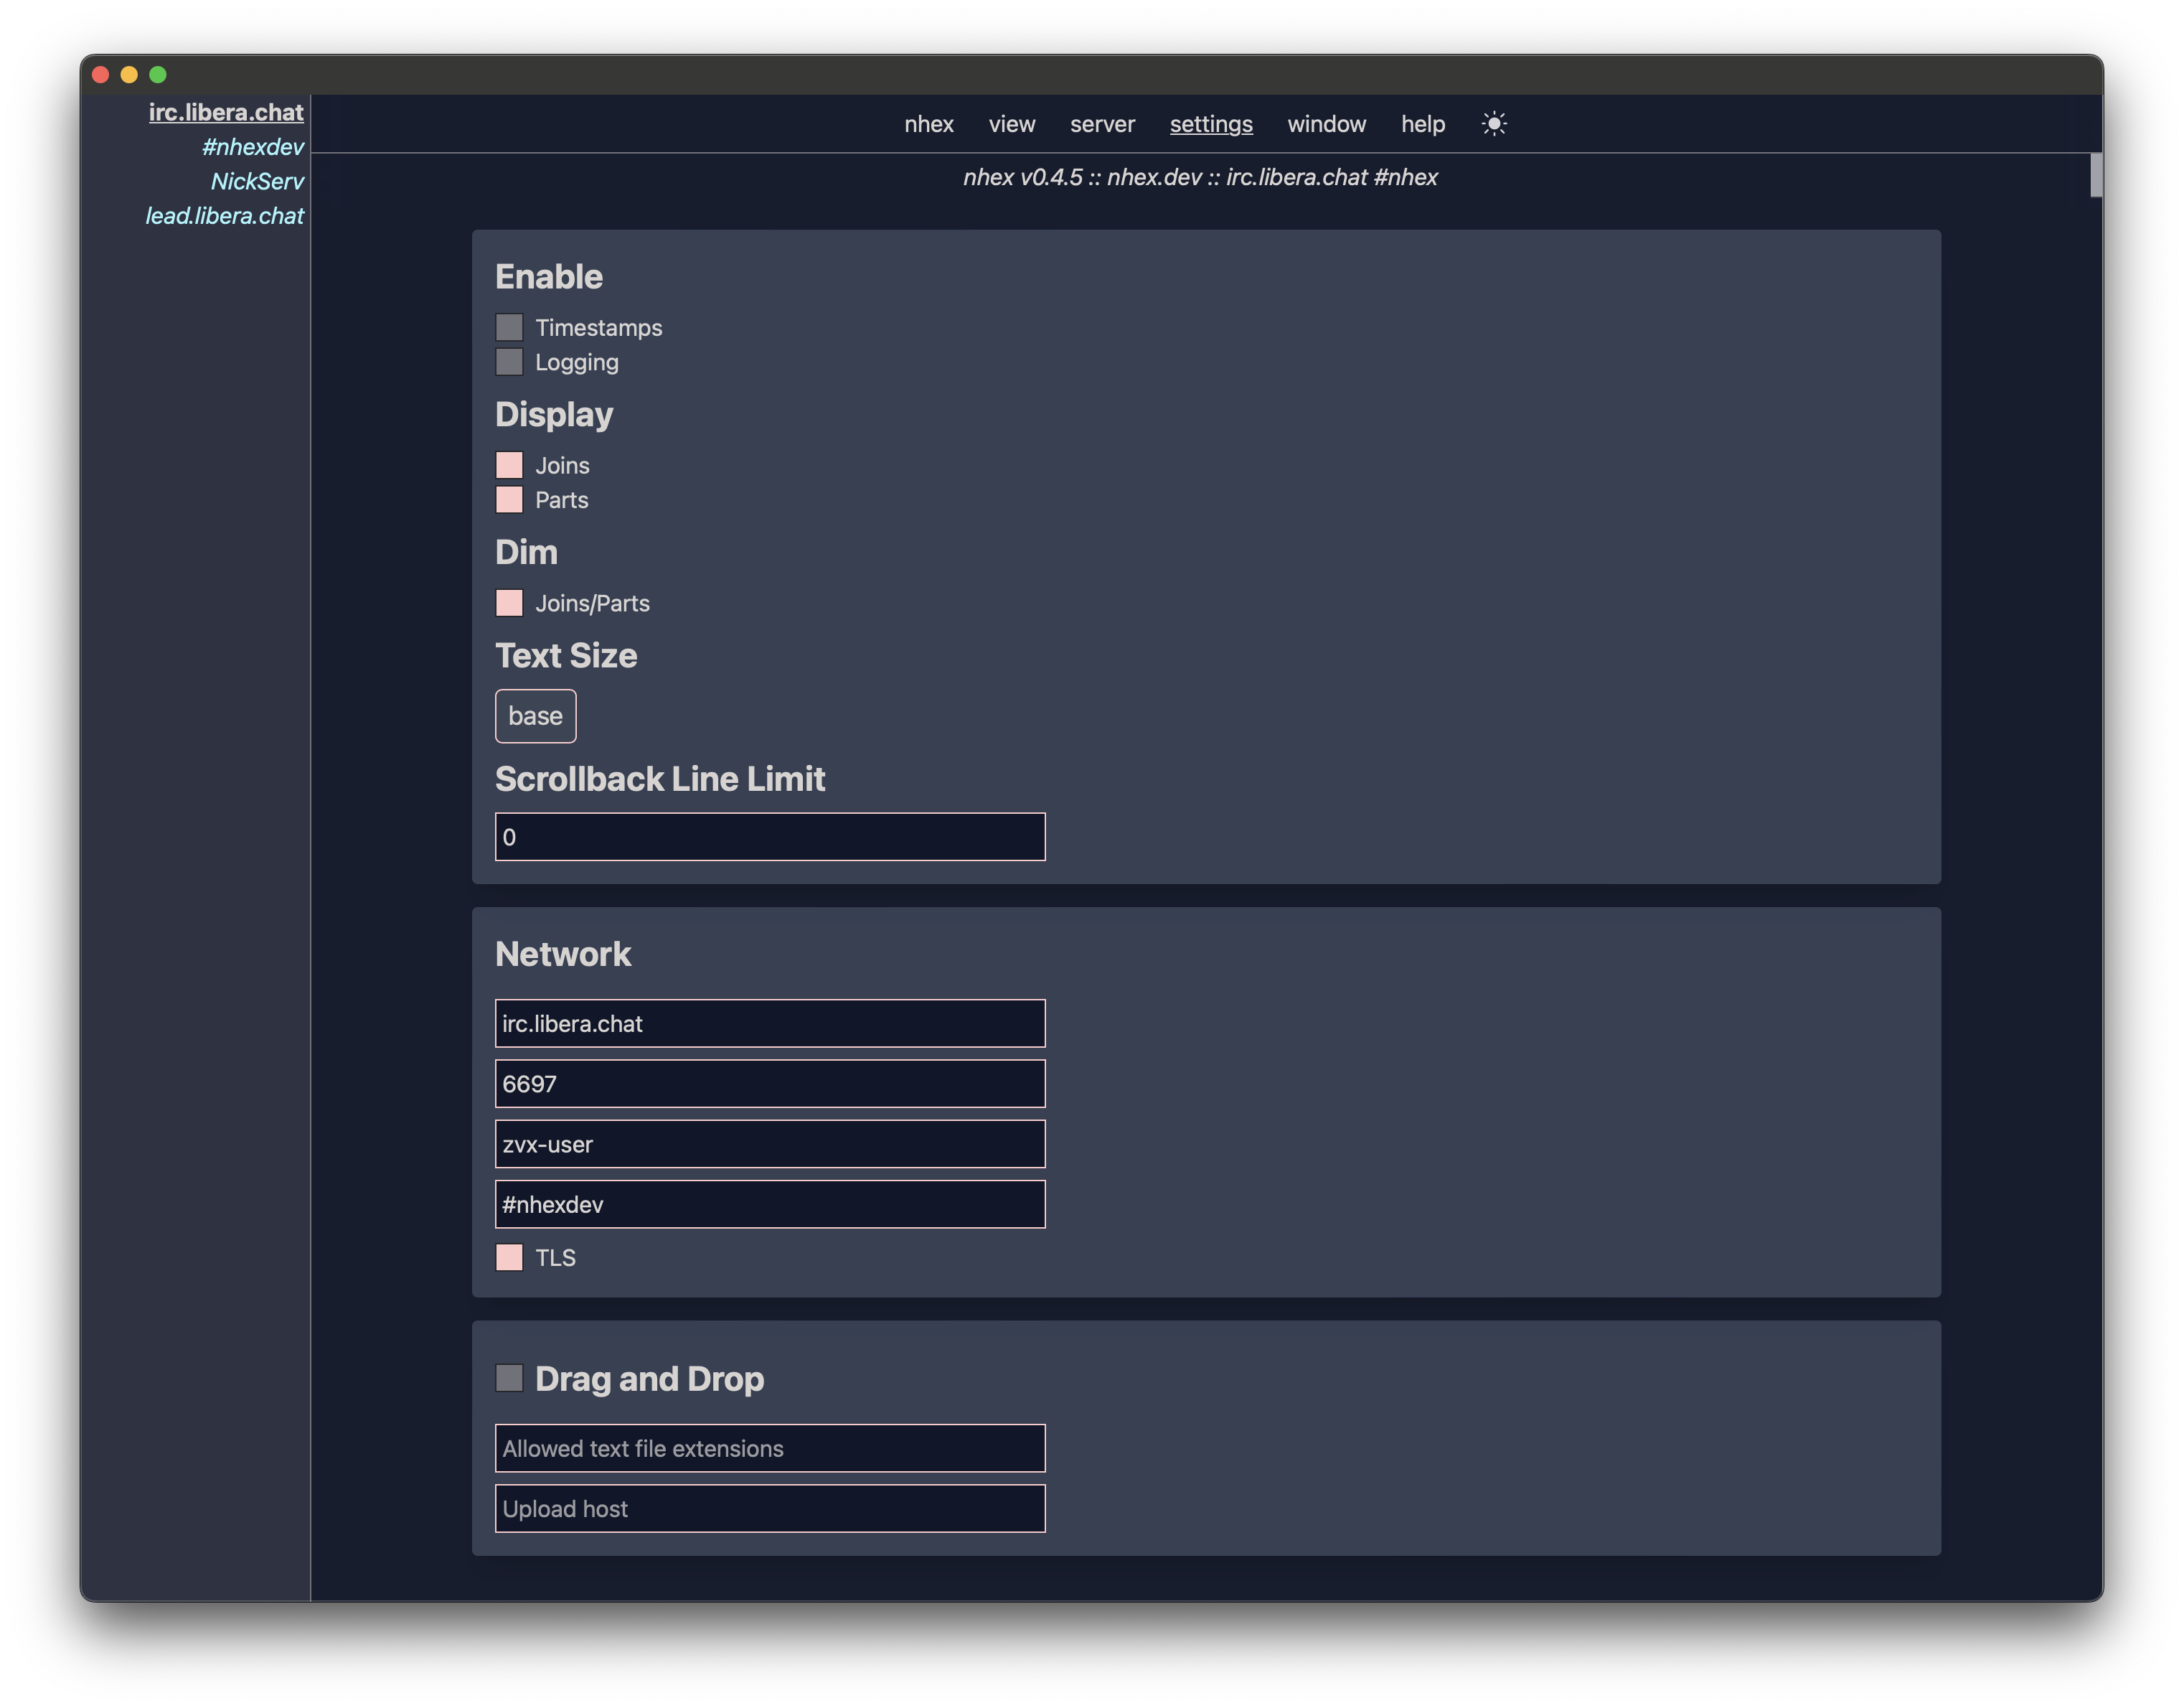 irc.libera.chat
#nhexdev
NickServ
lead.libera.chat
nhex view server settings window help
nhex v0.4.5 :: nhex.dev :: irc.libera.chat #nhex
Enable
Timestamps
Logging
Display
Joins
Parts
Dim
Joins/Parts
Text Size
base
Scrollback Line Limit
0
Network
irc.libera.chat
6697
zvx-user
#nhexdev
TLS
Drag and Drop
Allowed text file extensions
Upload host